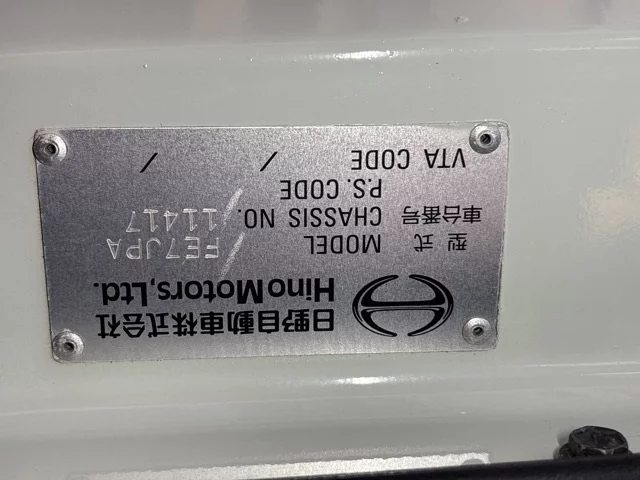 日野自動車株式会社
Hino Motors, Ltd.
型式 MODEL FE7JPA
車台番号 CHASSIS NO. 11417
P.S. CODE
VTA CODE / /